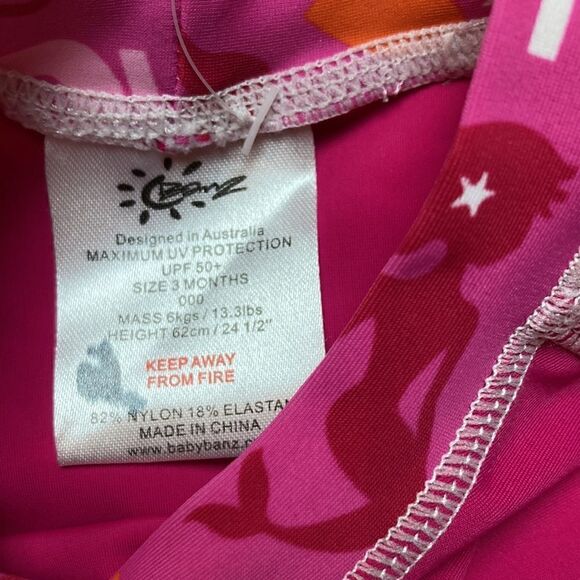 Banz
Designed in Australia
MAXIMUM UV PROTECTION
UPF 50+
SIZE 3 MONTHS
000
MASS 6kgs / 13.3lbs
HEIGHT 62cm / 24 1/2"
KEEP AWAY
FROM FIRE
82% NYLON 18% ELASTAN
MADE IN CHINA
www.babybanz.c